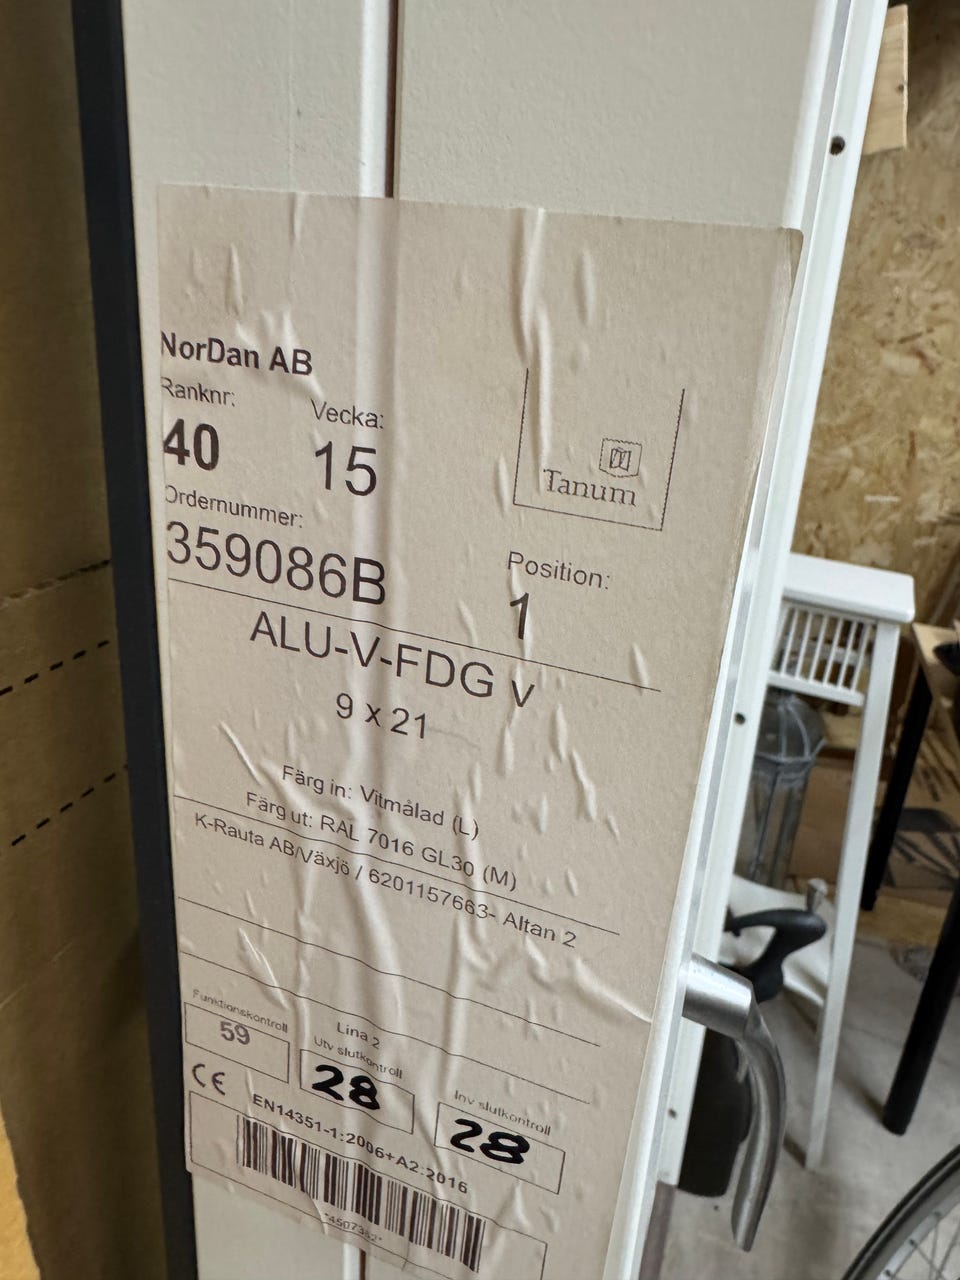 NorDan AB
Ranknr:
Vecka:
40
15
Tanum
Ordernummer:
359086B
Position:
1
ALU-V-FDG v
9 x 21
Färg in: Vitmålad (L)
Färg ut: RAL 7016 GL30 (M)
K-Rauta AB/Växjö / 6201157663- Altan 2
Lina 2
Funktionskontroll
59
Utv slutkontroll
28
Inv slutkontroll
28
CE
EN14351-1:2006+A2:2016